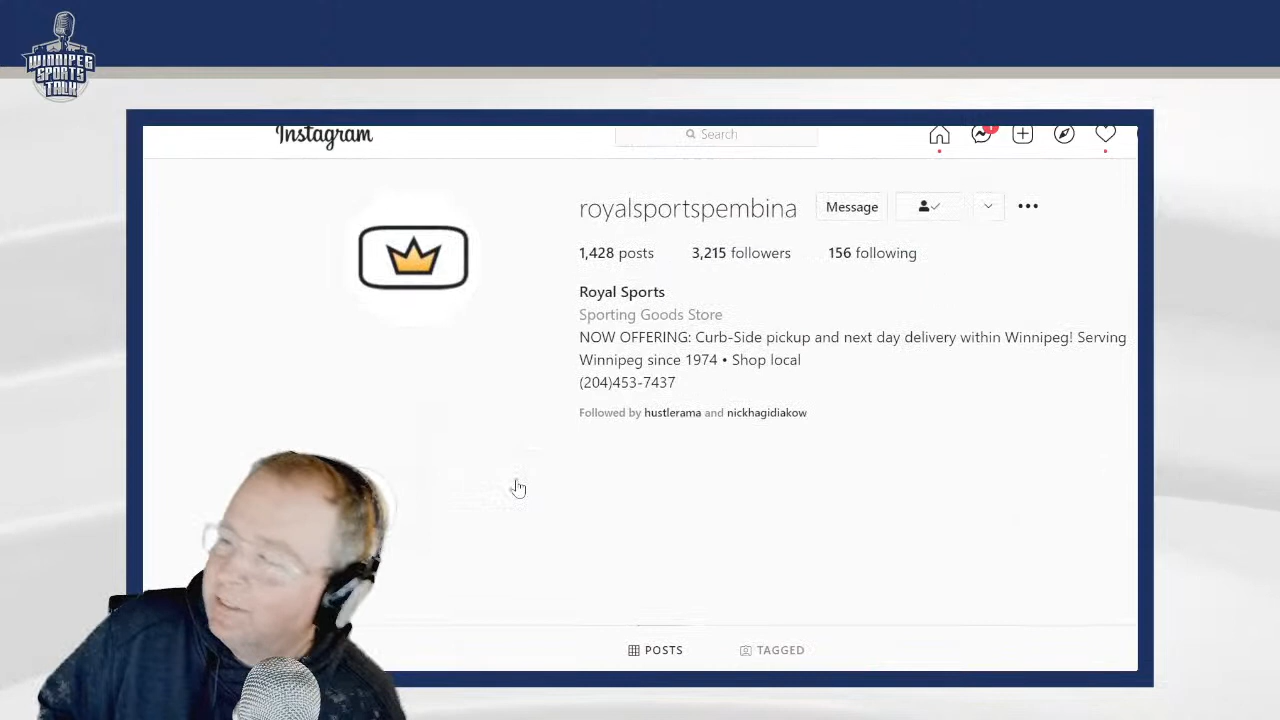 WINNIPEG
SPORTS
TALK
Instagram
Search
royalsportspembina
Message
1,428 posts
3,215 followers
156 following
Royal Sports
Sporting Goods Store
NOW OFFERING: Curb-Side pickup and next day delivery within Winnipeg! Serving
Winnipeg since 1974 • Shop local
(204)453-7437
Followed by hustlerama and nickhagidiakow
POSTS
TAGGED